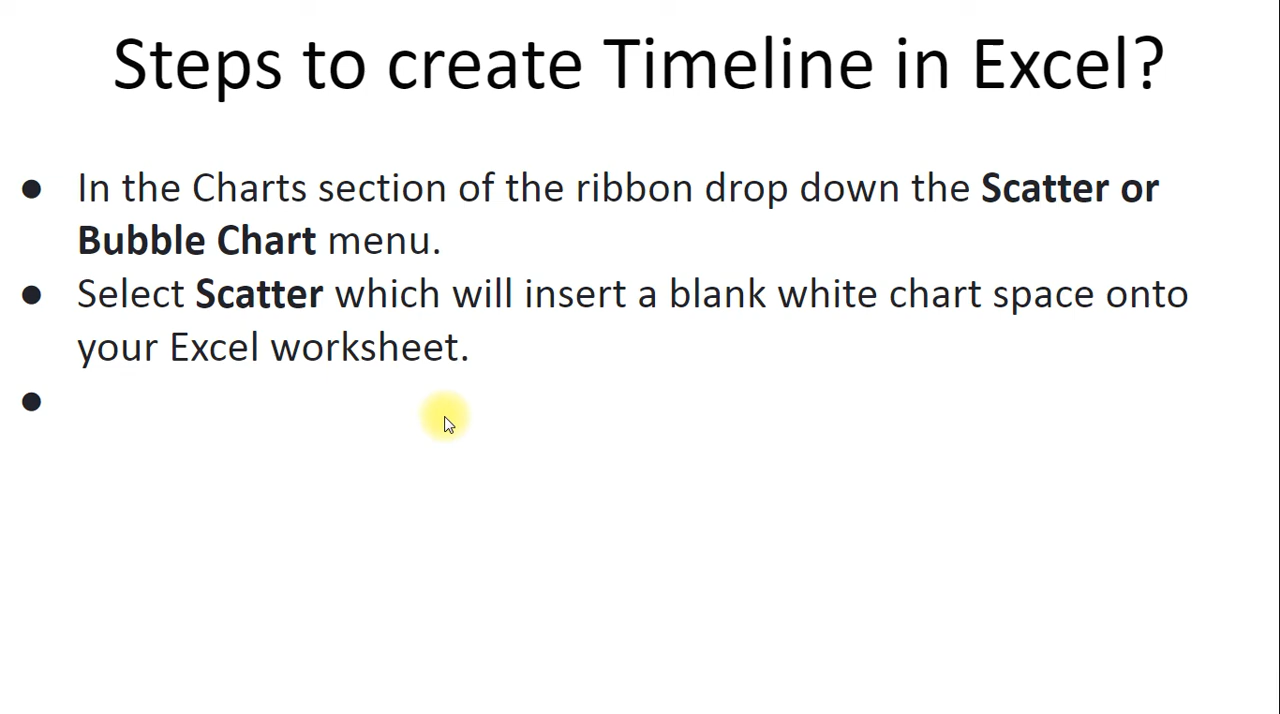 Steps to create Timeline in Excel?
● In the Charts section of the ribbon drop down the Scatter or
Bubble Chart menu.
● Select Scatter which will insert a blank white chart space onto
your Excel worksheet.
●